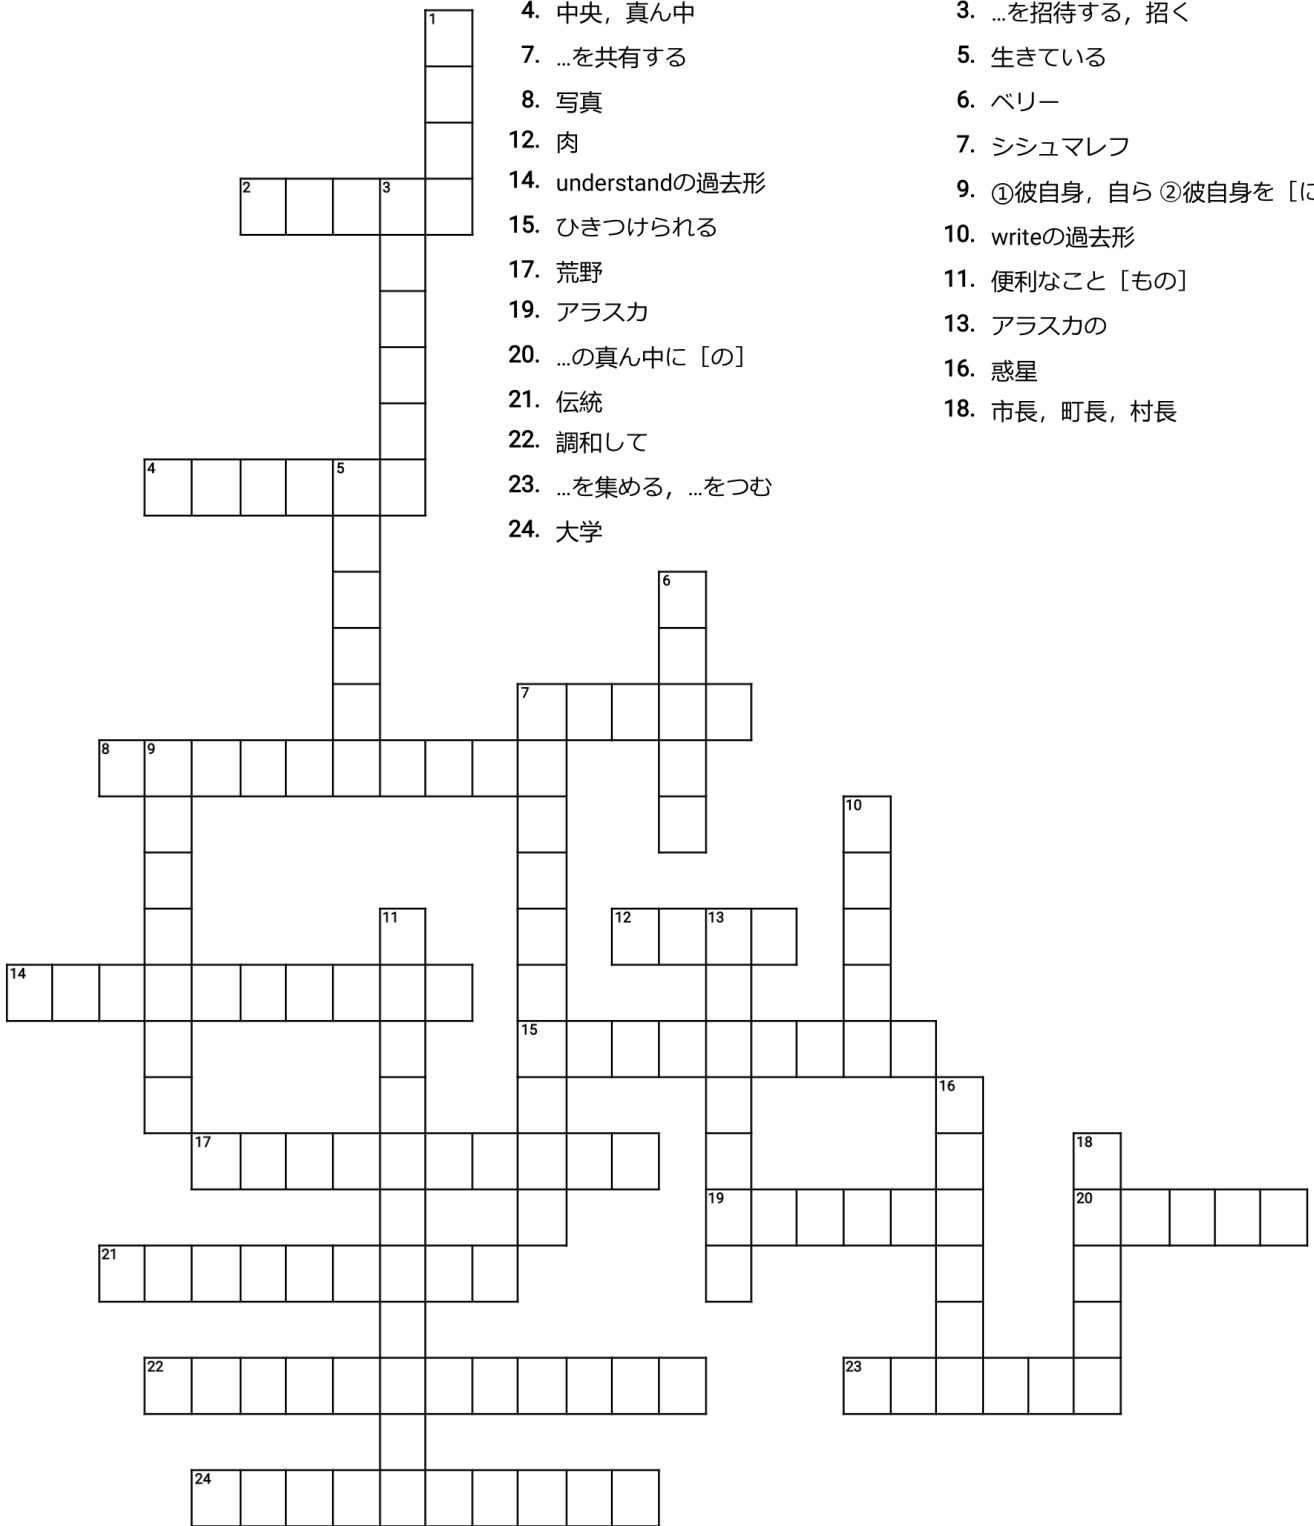 4. 中央，真ん中
7. …を共有する
8. 写真
12. 肉
14. understandの過去形
15. ひきつけられる
17. 荒野
19. アラスカ
20. …の真ん中に［の］
21. 伝統
22. 調和して
23. …を集める，…をつむ
24. 大学
3. …を招待する，招く
5. 生きている
6. ベリー
7. シシュマレフ
9. ①彼自身，自ら ②彼自身を［に
10. writeの過去形
11. 便利なこと［もの］
13. アラスカの
16. 惑星
18. 市長，町長，村長
1
2 3
4 5
6
7
8 9
10
11 12 13
14
15
16
17 18
19 20
21
22 23
24